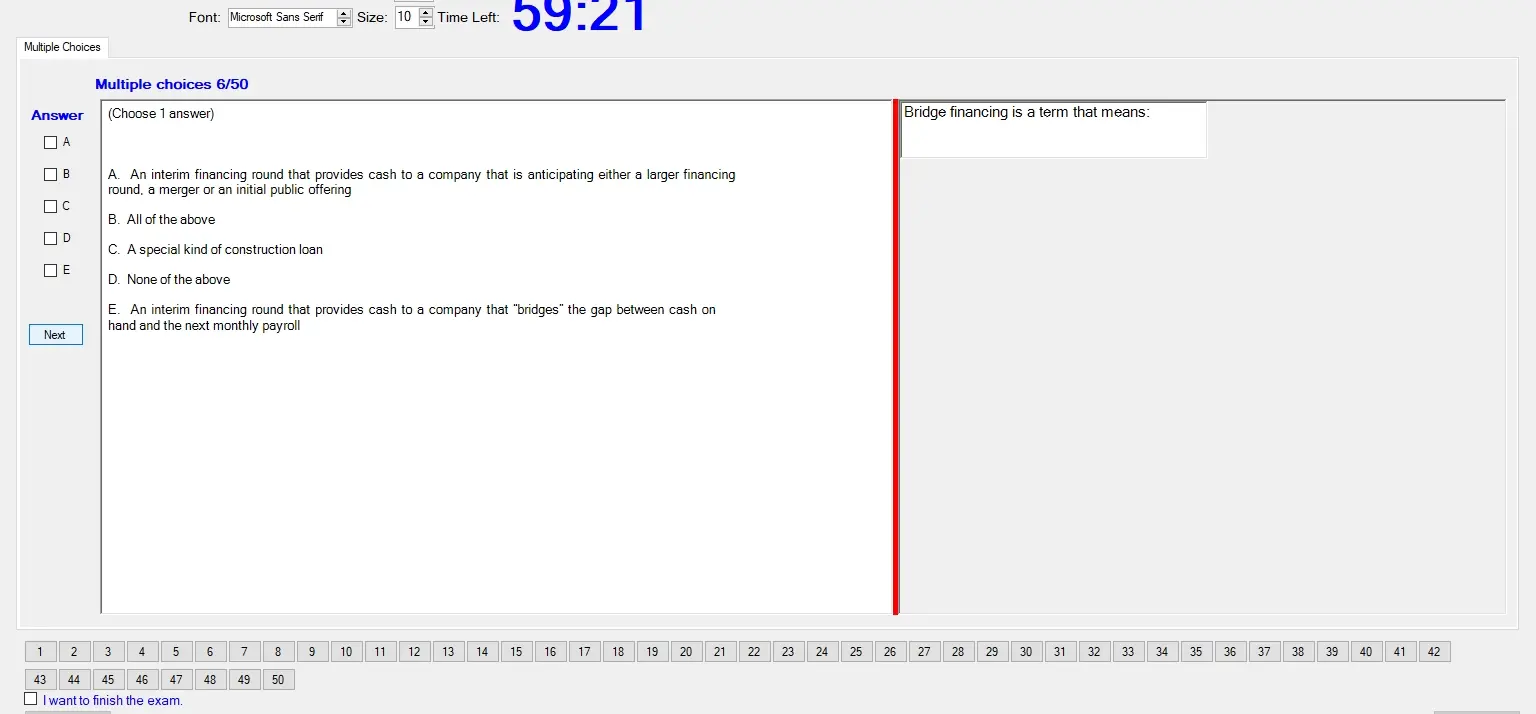 Font: Microsoft Sans Serif Size: 10 Time Left: 59:21
Multiple Choices
Multiple choices 6/50
Answer
A
B
C
D
E
Next
(Choose 1 answer)
A. An interim financing round that provides cash to a company that is anticipating either a larger financing
round, a merger or an initial public offering
B. All of the above
C. A special kind of construction loan
D. None of the above
E. An interim financing round that provides cash to a company that “bridges” the gap between cash on
hand and the next monthly payroll
Bridge financing is a term that means:
1 2 3 4 5 6 7 8 9 10 11 12 13 14 15 16 17 18 19 20 21 22 23 24 25 26 27 28 29 30 31 32 33 34 35 36 37 38 39 40 41 42
43 44 45 46 47 48 49 50
I want to finish the exam.